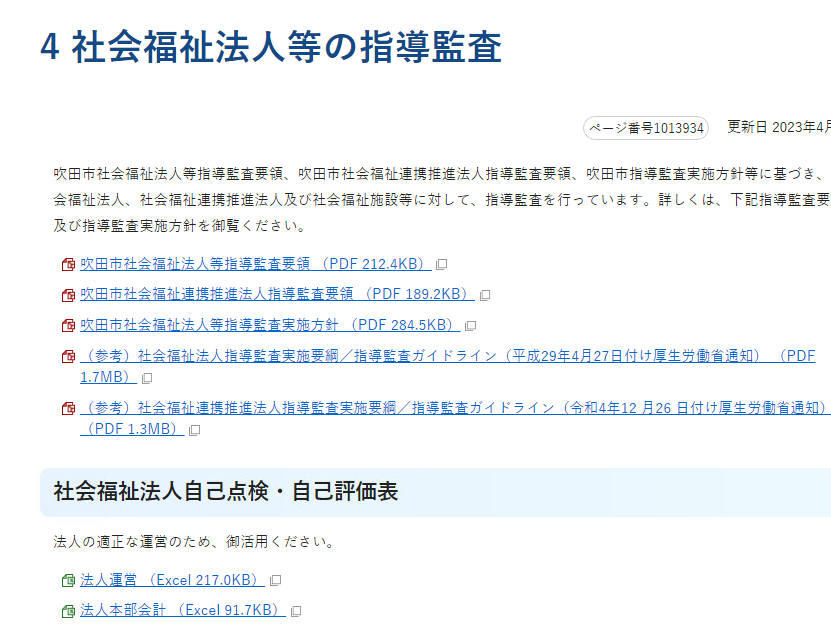 4 社会福祉法人等の指導監査
ページ番号1013934 更新日 2023年4月
吹田市社会福祉法人等指導監査要領、吹田市社会福祉連携推進法人指導監査要領、吹田市指導監査実施方針等に基づき、
会福祉法人、社会福祉連携推進法人及び社会福祉施設等に対して、指導監査を行っています。詳しくは、下記指導監査要
及び指導監査実施方針を御覧ください。
吹田市社会福祉法人等指導監査要領 （PDF 212.4KB）
吹田市社会福祉連携推進法人指導監査要領 （PDF 189.2KB）
吹田市社会福祉法人等指導監査実施方針 （PDF 284.5KB）
（参考）社会福祉法人指導監査実施要綱／指導監査ガイドライン（平成29年4月27日付け厚生労働省通知） （PDF
1.7MB）
（参考）社会福祉連携推進法人指導監査実施要綱／指導監査ガイドライン（令和4年12 月26 日付け厚生労働省通知）
（PDF 1.3MB）
社会福祉法人自己点検・自己評価表
法人の適正な運営のため、御活用ください。
法人運営 （Excel 217.0KB）
法人本部会計 （Excel 91.7KB）